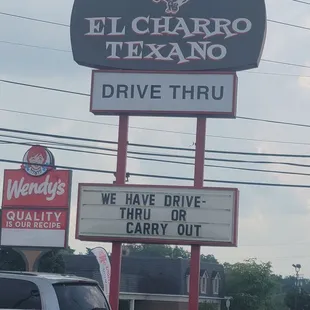 EL CHARRO
TEXANO
DRIVE THRU
WE HAVE DRIVE-
THRU OR
CARRY OUT
Wendy's
QUALITY
IS OUR RECIPE